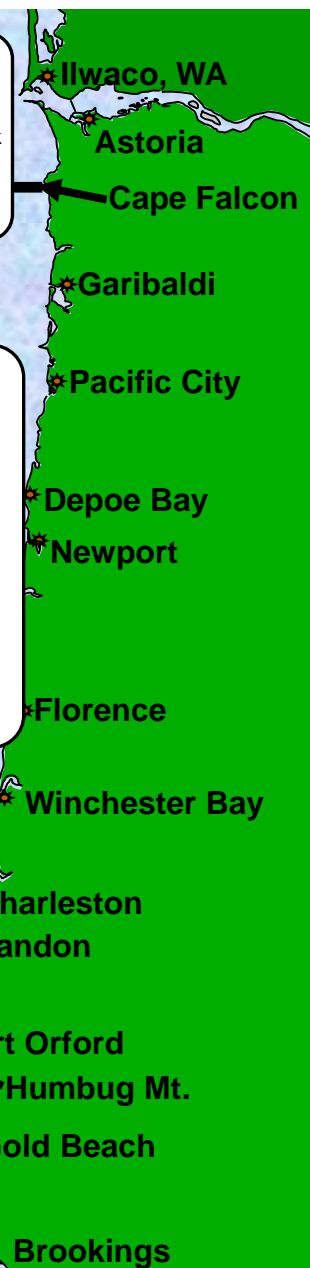 Ilwaco, WA
Astoria
Cape Falcon
Garibaldi
Pacific City
Depoe Bay
Newport
Florence
Winchester Bay
harleston
andon
rt Orford
Humbug Mt.
old Beach
Brookings